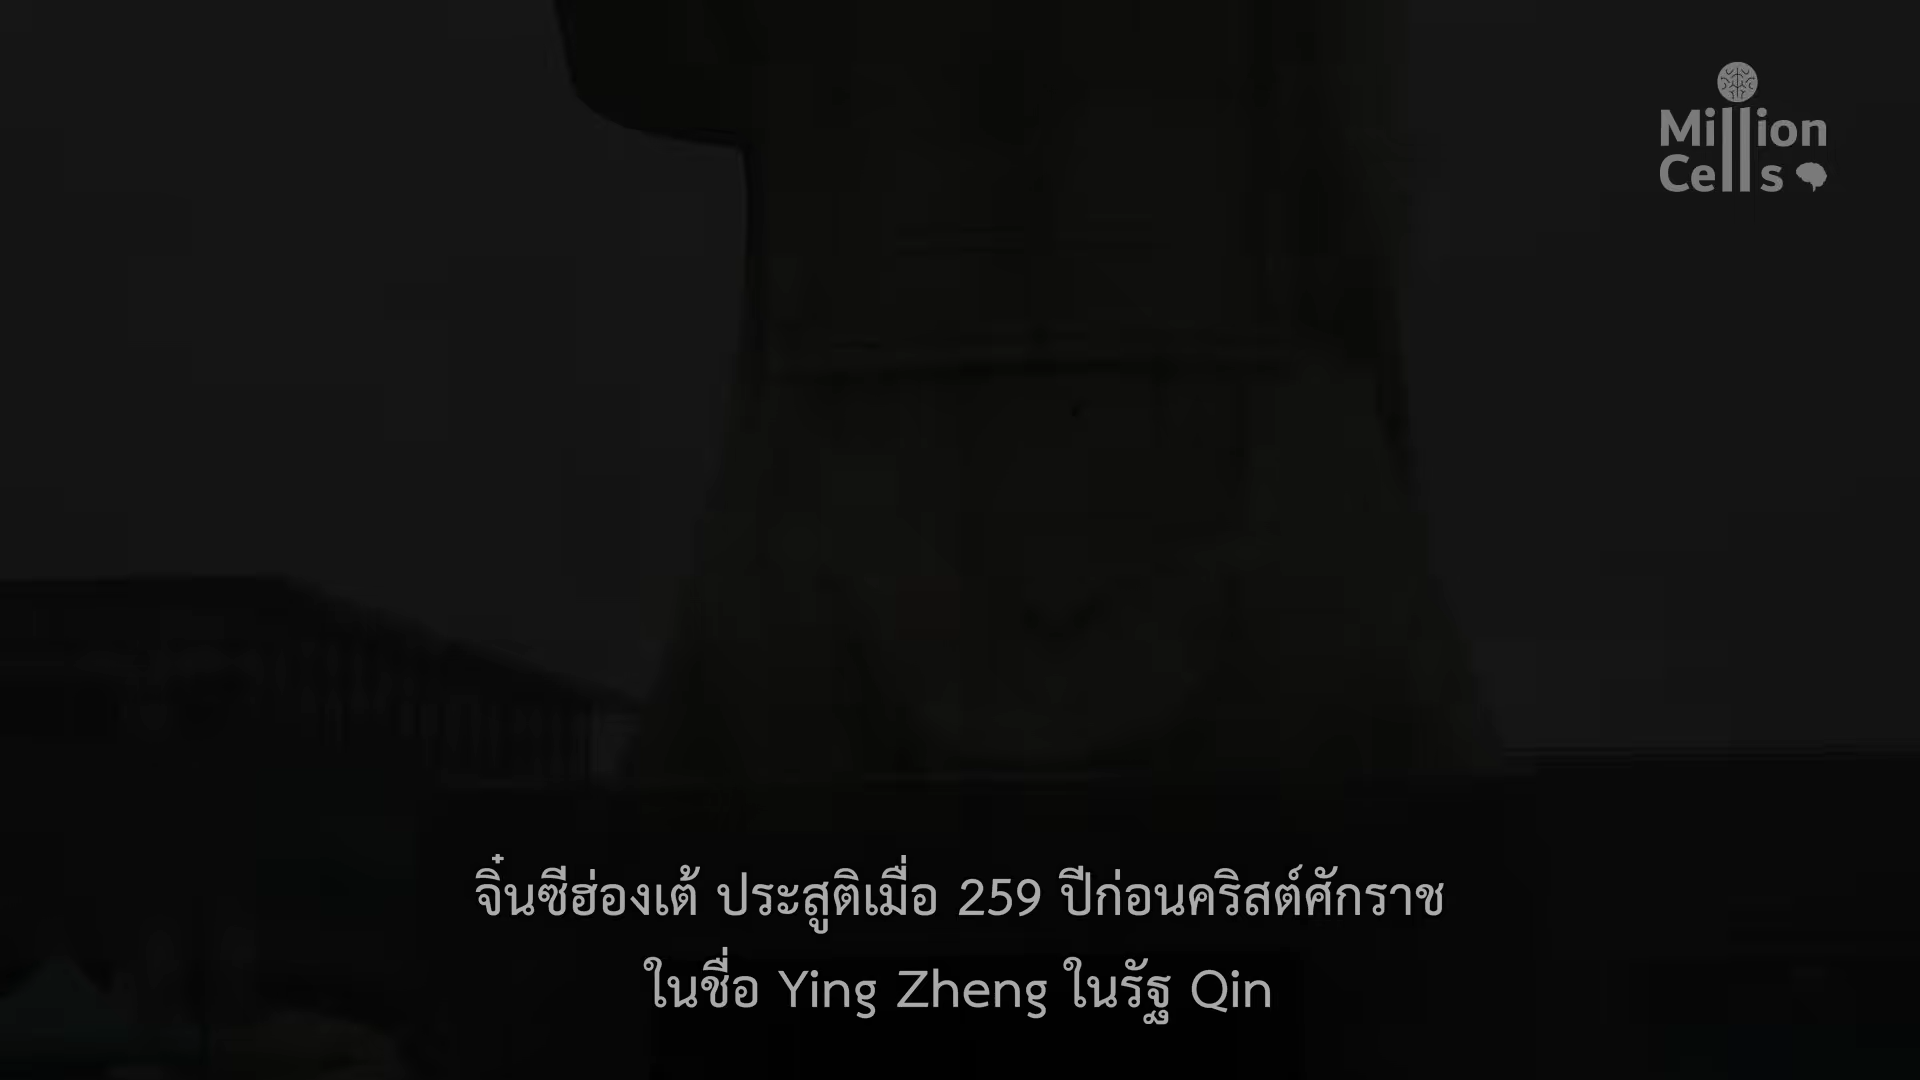 Million
Cells
จิ๋นซีฮ่องเต้ ประสูติเมื่อ 259 ปีก่อนคริสต์ศักราช
ในชื่อ Ying Zheng ในรัฐ Qin